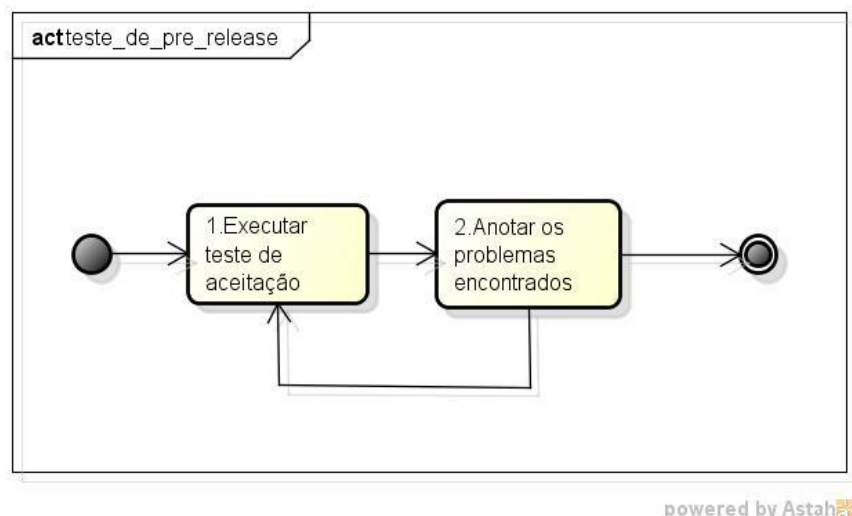 act teste_de_pre_release
1.Executar
teste de
aceitação
2.Anotar os
problemas
encontrados
powered by Astah